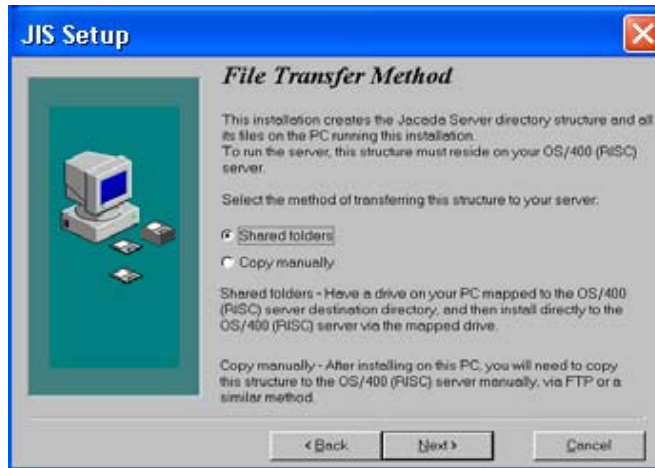 JIS Setup
File Transfer Method
This installation creates the Jacada Server directory structure and all
its files on the PC running this installation.
To run the server, this structure must reside on your OS/400 (RISC)
server.
Select the method of transferring this structure to your server:
Shared folders
Copy manually
Shared folders - Have a drive on your PC mapped to the OS/400
(RISC) server destination directory, and then install directly to the
OS/400 (RISC) server via the mapped drive.
Copy manually - After installing on this PC, you will need to copy
this structure to the OS/400 (RISC) server manually, via FTP or a
similar method.
< Back
Next >
Cancel